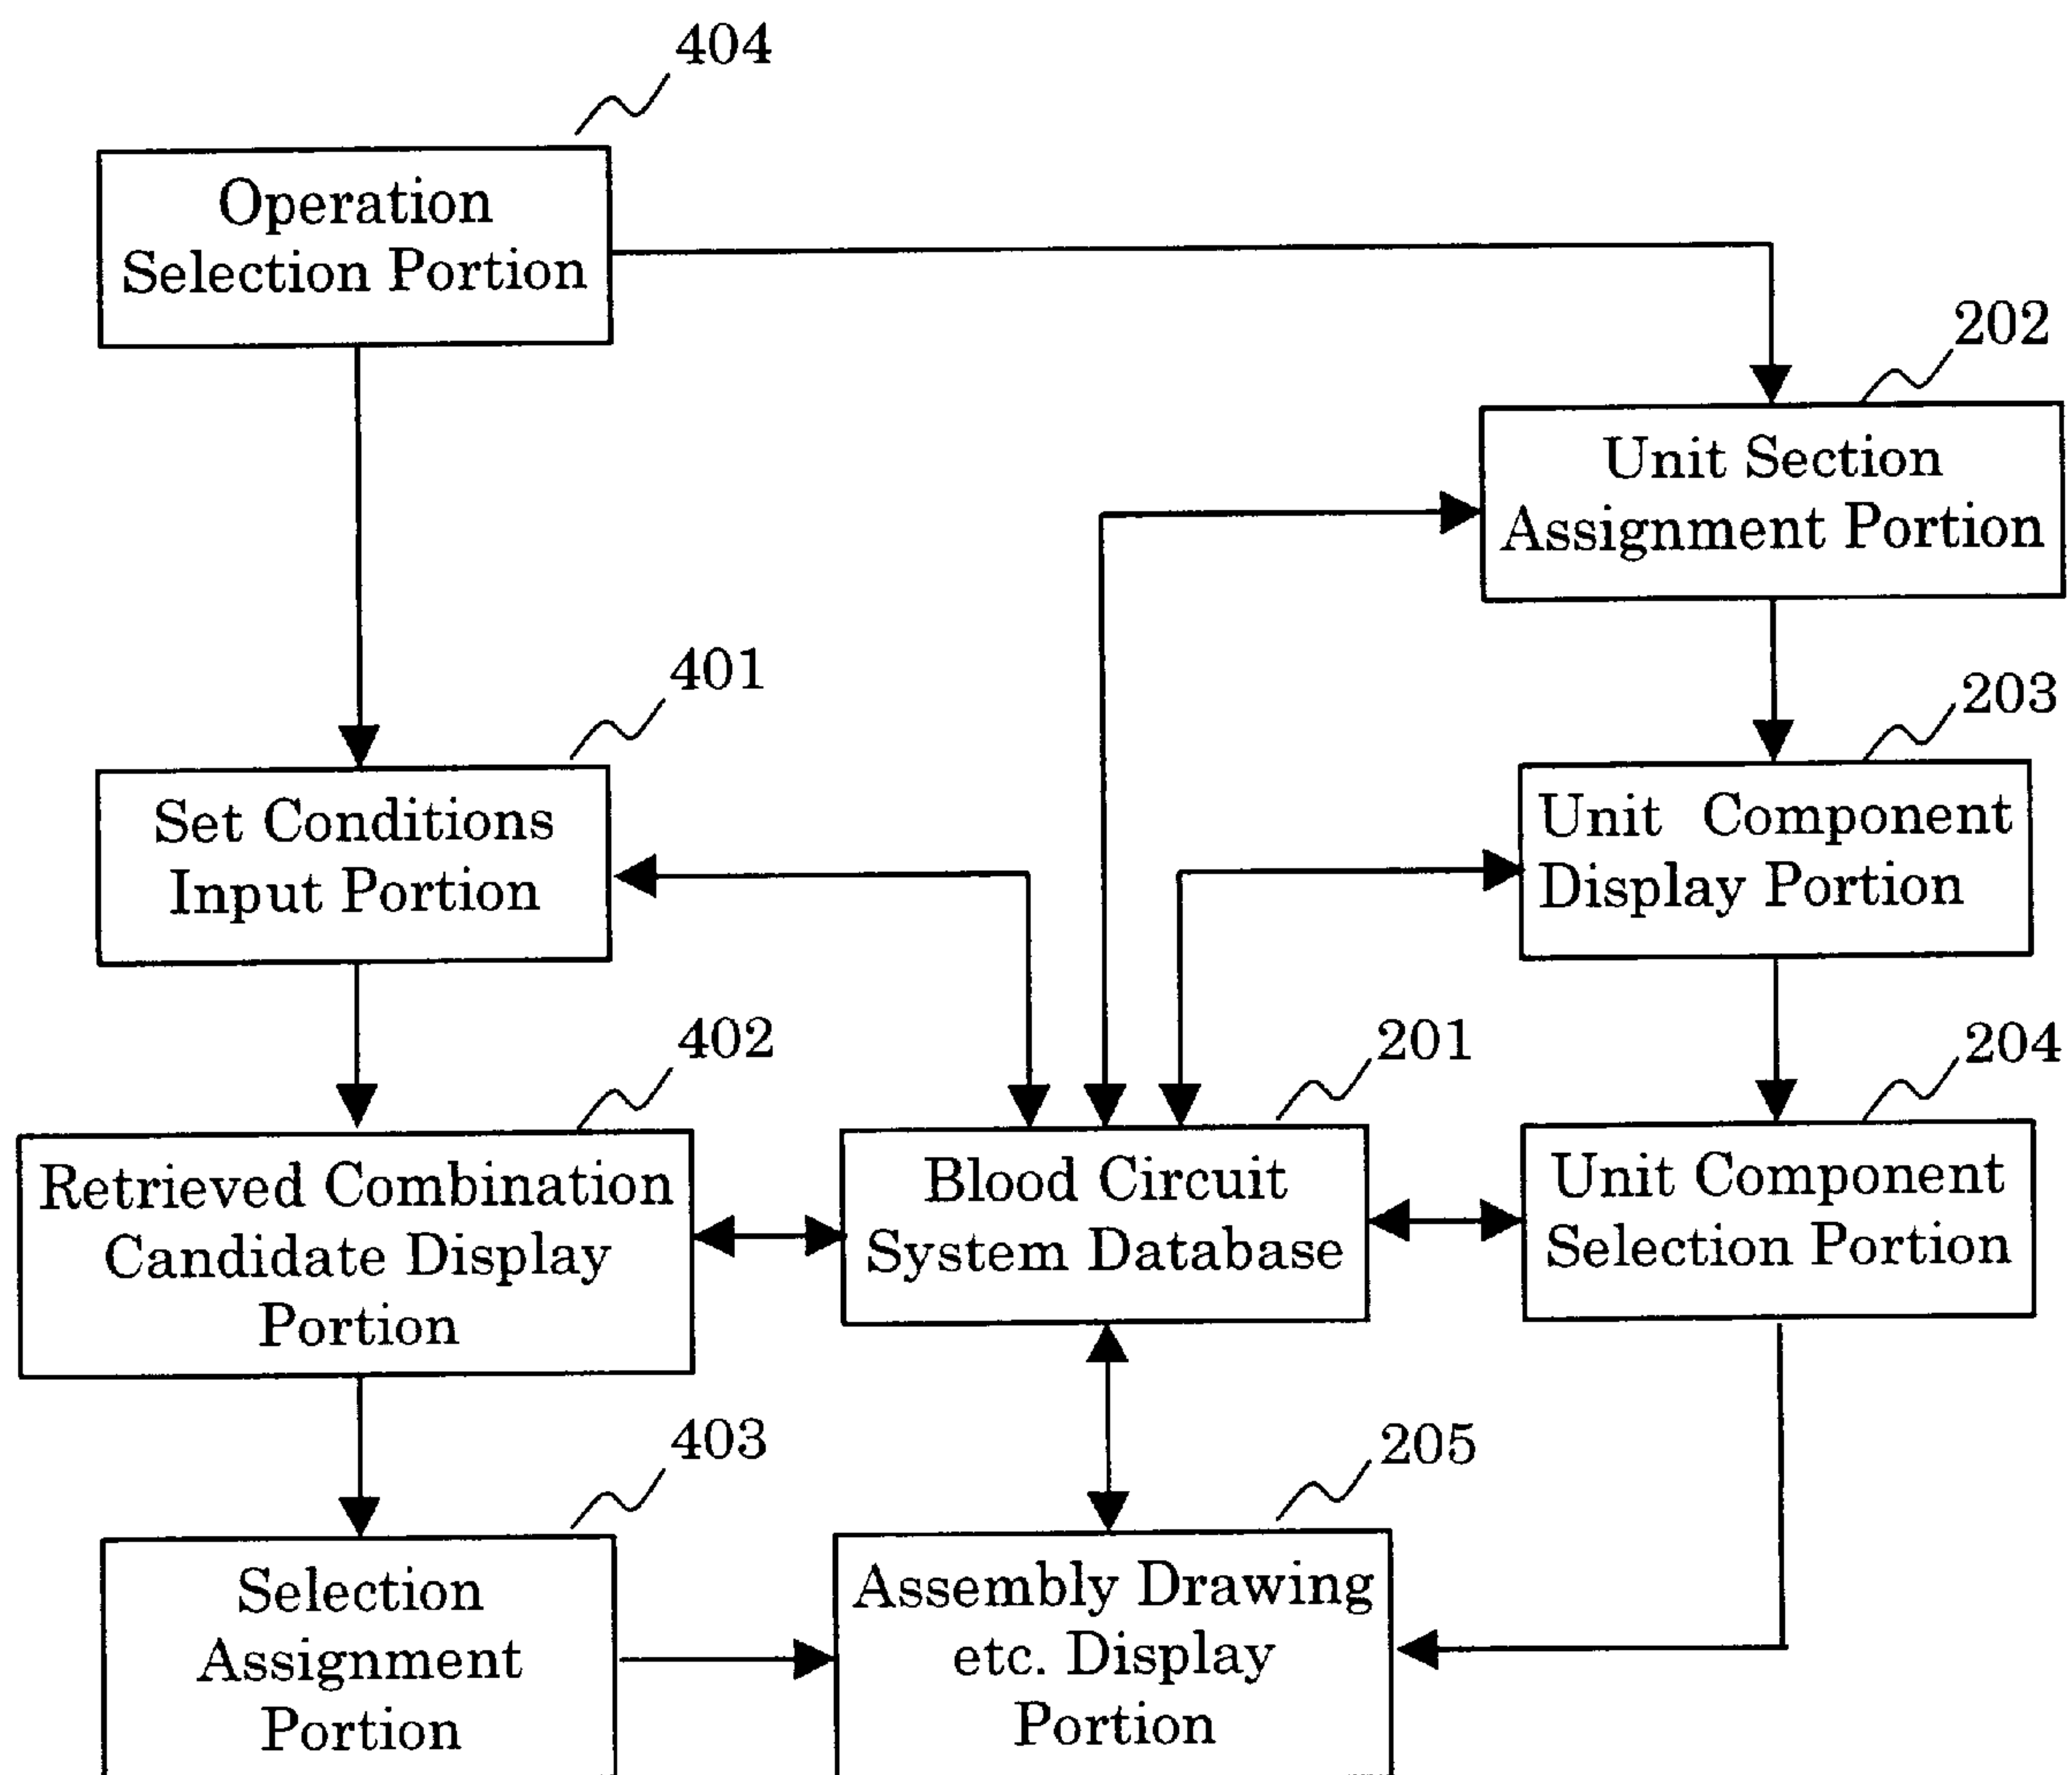 404
Operation
Selection Portion
202
Unit Section
Assignment Portion
401
Set Conditions
Input Portion
203
Unit Component
Display Portion
402
Retrieved Combination
Candidate Display
Portion
201
Blood Circuit
System Database
204
Unit Component
Selection Portion
403
Selection
Assignment
Portion
205
Assembly Drawing
etc. Display
Portion